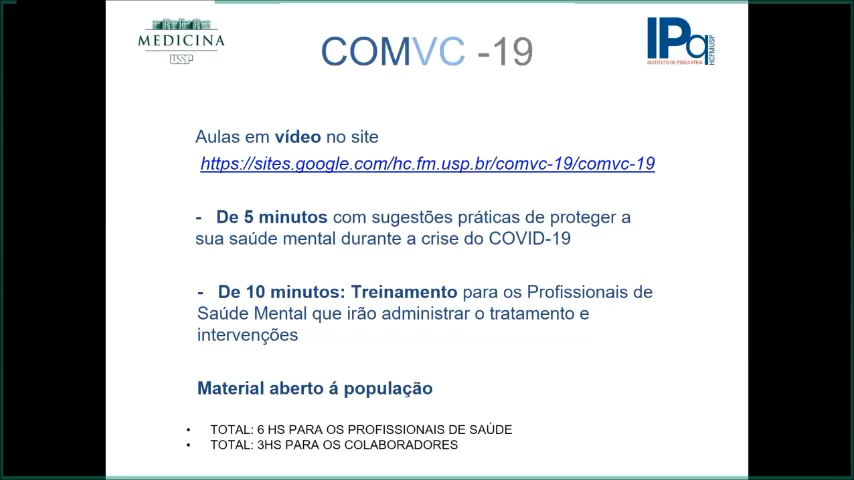 MEDICINA
USP
COMVC -19
IPq
INSTITUTO DE PSIQUIATRIA
HCFMUSP
Aulas em vídeo no site
https://sites.google.com/hc.fm.usp.br/comvc-19/comvc-19
- De 5 minutos com sugestões práticas de proteger a
sua saúde mental durante a crise do COVID-19
- De 10 minutos: Treinamento para os Profissionais de
Saúde Mental que irão administrar o tratamento e
intervenções
Material aberto á população
• TOTAL: 6 HS PARA OS PROFISSIONAIS DE SAÚDE
• TOTAL: 3HS PARA OS COLABORADORES